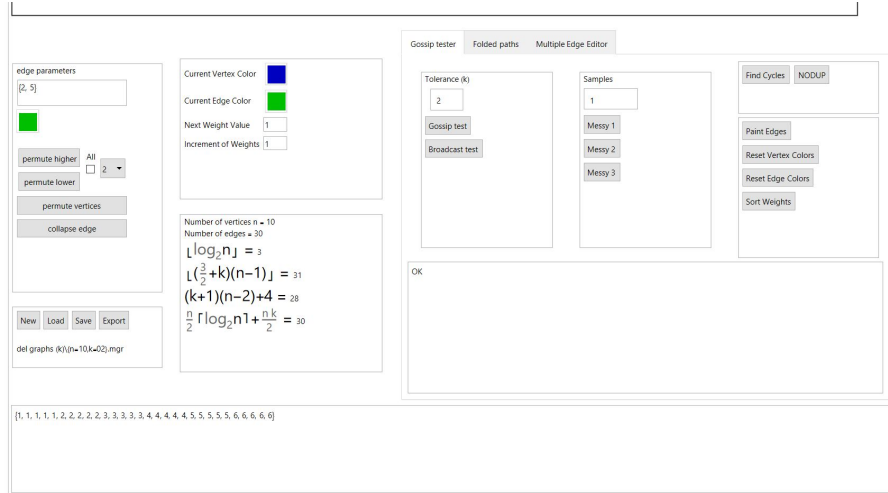 Gossip tester Folded paths Multiple Edge Editor
edge parameters
{2, 5}
permute higher All
2
permute lower
permute vertices
collapse edge
New Load Save Export
del graphs (k)\(n=10,k=02).mgr
Current Vertex Color
Current Edge Color
Next Weight Value 1
Increment of Weights 1
Number of vertices n = 10
Number of edges = 30
⌊log₂n⌋ = 3
⌊(3/2+k)(n−1)⌋ = 31
(k+1)(n−2)+4 = 28
n/2 ⌈log₂n⌉+ n k/2 = 30
Tolerance (k)
2
Gossip test
Broadcast test
Samples
1
Messy 1
Messy 2
Messy 3
Find Cycles NODUP
Paint Edges
Reset Vertex Colors
Reset Edge Colors
Sort Weights
OK
{1, 1, 1, 1, 1, 2, 2, 2, 2, 2, 3, 3, 3, 3, 3, 4, 4, 4, 4, 4, 5, 5, 5, 5, 5, 6, 6, 6, 6, 6}